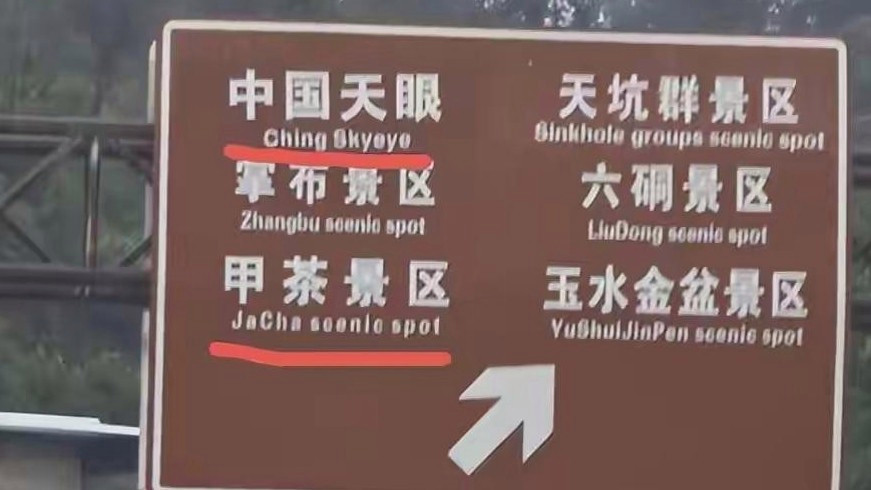 中国天眼
Ching Skyeye
掌布景区
Zhangbu scenic spot
甲茶景区
JaCha scenic spot
天坑群景区
Sinkhole groups scenic spot
六硐景区
LiuDong scenic spot
玉水金盆景区
YuShuiJinPen scenic spot